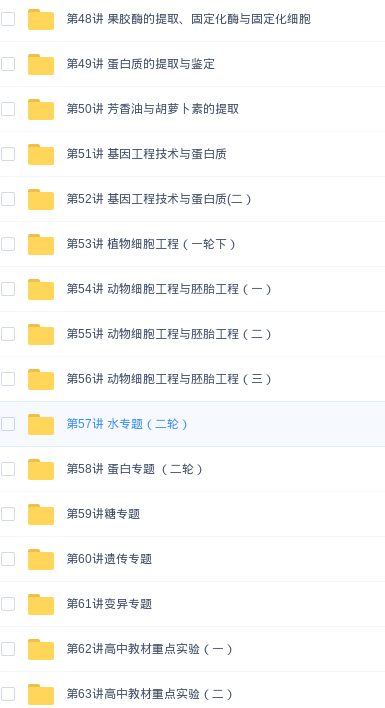 第48讲 果胶酶的提取、固定化酶与固定化细胞
第49讲 蛋白质的提取与鉴定
第50讲 芳香油与胡萝卜素的提取
第51讲 基因工程技术与蛋白质
第52讲 基因工程技术与蛋白质(二）
第53讲 植物细胞工程（一轮下）
第54讲 动物细胞工程与胚胎工程（一）
第55讲 动物细胞工程与胚胎工程（二）
第56讲 动物细胞工程与胚胎工程（三）
第57讲 水专题（二轮）
第58讲 蛋白专题 （二轮）
第59讲糖专题
第60讲遗传专题
第61讲变异专题
第62讲高中教材重点实验（一）
第63讲高中教材重点实验（二）